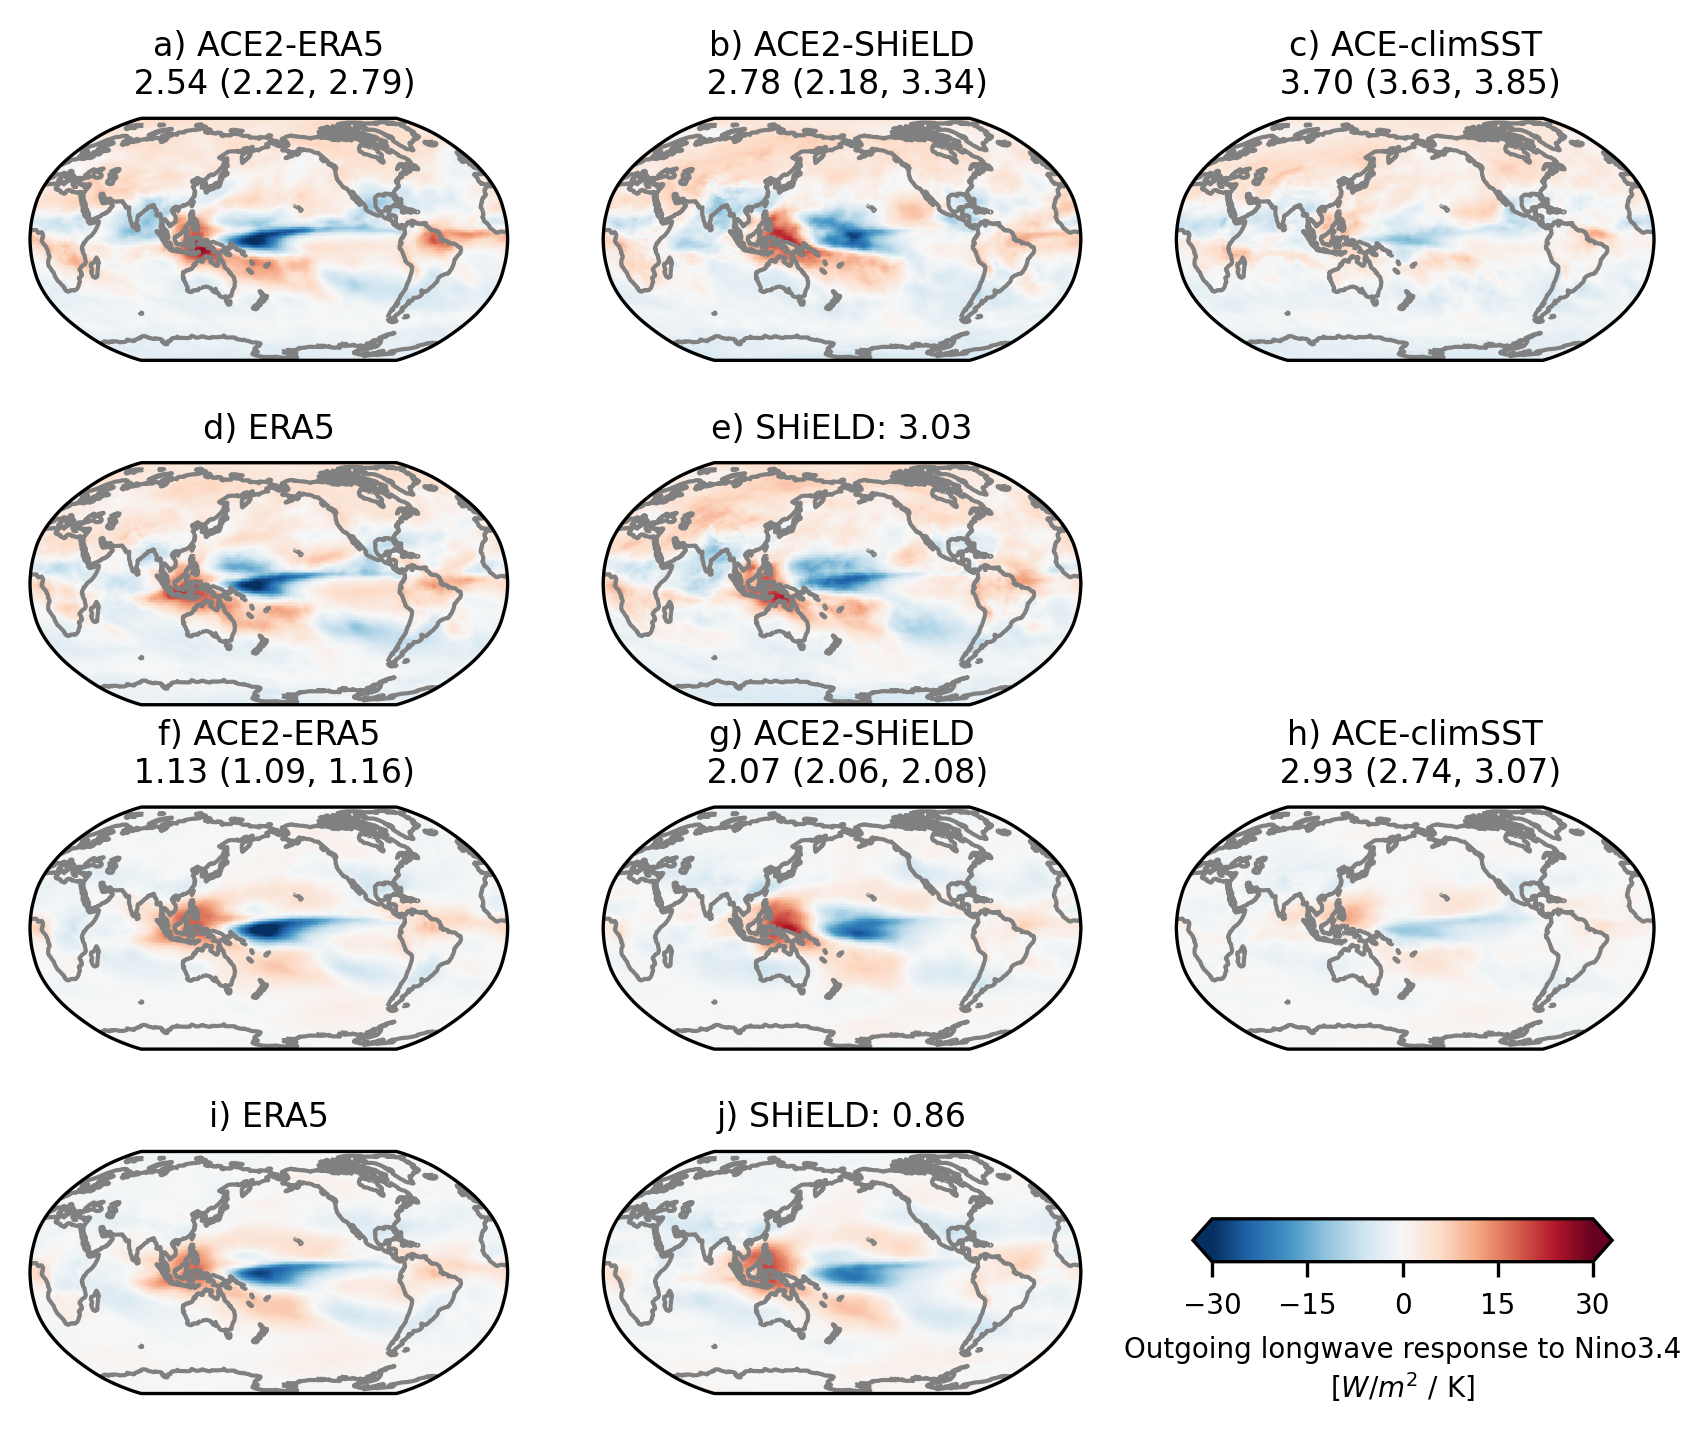 a) ACE2-ERA5
2.54 (2.22, 2.79)
b) ACE2-SHiELD
2.78 (2.18, 3.34)
c) ACE-climSST
3.70 (3.63, 3.85)
d) ERA5
e) SHiELD: 3.03
f) ACE2-ERA5
1.13 (1.09, 1.16)
g) ACE2-SHiELD
2.07 (2.06, 2.08)
h) ACE-climSST
2.93 (2.74, 3.07)
i) ERA5
j) SHiELD: 0.86
−30 −15 0 15 30
Outgoing longwave response to Nino3.4
[W/m² / K]